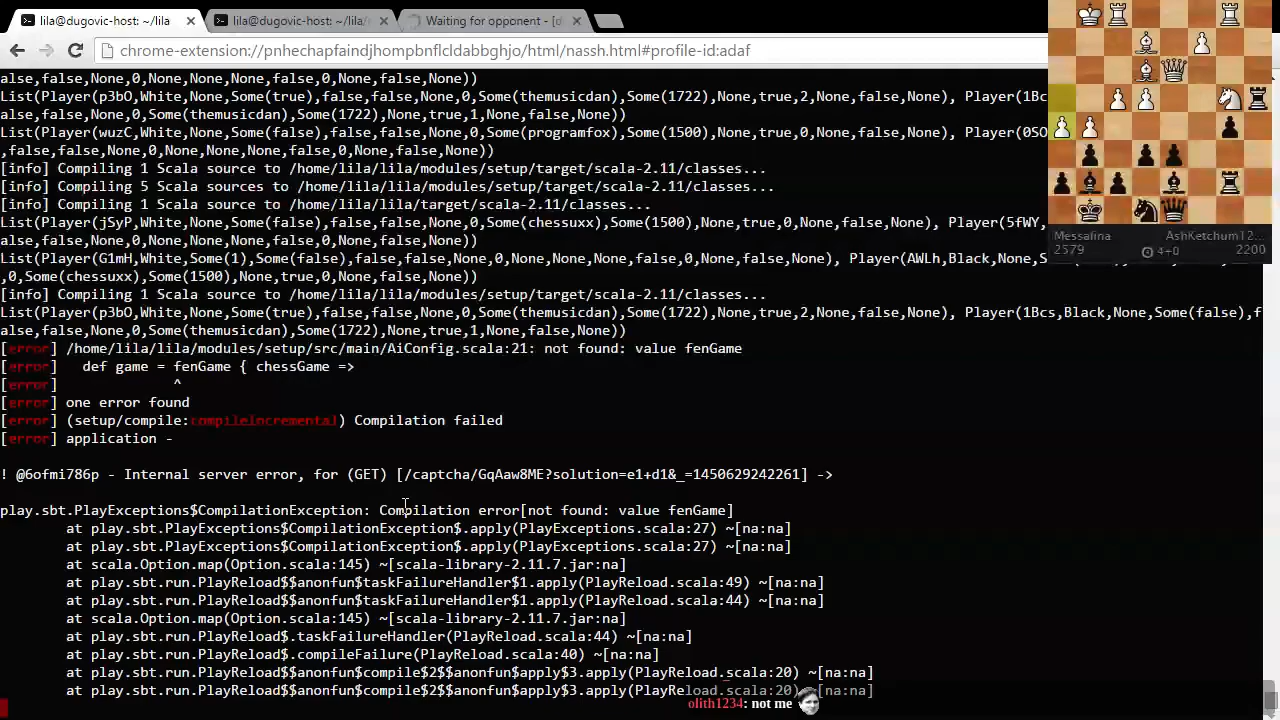 lila@dugovic-host: ~/lila
lila@dugovic-host: ~/lila/
Waiting for opponent - [d
chrome-extension://pnhechapfaindjhompbnflcldabbghjo/html/nassh.html#profile-id:adaf
alse,false,None,0,None,None,None,false,0,None,false,None))
List(Player(p3bO,White,None,Some(true),false,false,None,0,Some(themusicdan),Some(1722),None,true,2,None,false,None), Player(1Bc
alse,false,None,0,Some(themusicdan),Some(1722),None,true,1,None,false,None))
List(Player(wuzC,White,None,Some(false),false,false,None,0,Some(programfox),Some(1500),None,true,0,None,false,None), Player(0SO
,false,false,None,0,None,None,None,false,0,None,false,None))
[info] Compiling 1 Scala source to /home/lila/lila/modules/setup/target/scala-2.11/classes...
[info] Compiling 5 Scala sources to /home/lila/lila/modules/setup/target/scala-2.11/classes...
[info] Compiling 1 Scala source to /home/lila/lila/target/scala-2.11/classes...
List(Player(jSyP,White,None,Some(false),false,false,None,0,Some(chessuxx),Some(1500),None,true,0,None,false,None), Player(5fWY,
alse,false,None,0,None,None,None,false,0,None,false,None))
List(Player(G1mH,White,Some(1),Some(false),false,false,None,0,None,None,None,false,0,None,false,None), Player(AWLh,Black,None,S
,0,Some(chessuxx),Some(1500),None,true,0,None,false,None))
[info] Compiling 1 Scala source to /home/lila/lila/modules/setup/target/scala-2.11/classes...
List(Player(p3bO,White,None,Some(true),false,false,None,0,Some(themusicdan),Some(1722),None,true,2,None,false,None), Player(1Bcs,Black,None,Some(false),f
alse,false,None,0,Some(themusicdan),Some(1722),None,true,1,None,false,None))
[error] /home/lila/lila/modules/setup/src/main/AiConfig.scala:21: not found: value fenGame
[error]   def game = fenGame { chessGame =>
[error]              ^
[error] one error found
[error] (setup/compile:compileIncremental) Compilation failed
[error] application -
! @6ofmi786p - Internal server error, for (GET) [/captcha/GqAaw8ME?solution=e1+d1&_=1450629242261] ->
play.sbt.PlayExceptions$CompilationException: Compilation error[not found: value fenGame]
at play.sbt.PlayExceptions$CompilationException$.apply(PlayExceptions.scala:27) ~[na:na]
at play.sbt.PlayExceptions$CompilationException$.apply(PlayExceptions.scala:27) ~[na:na]
at scala.Option.map(Option.scala:145) ~[scala-library-2.11.7.jar:na]
at play.sbt.run.PlayReload$$anonfun$taskFailureHandler$1.apply(PlayReload.scala:49) ~[na:na]
at play.sbt.run.PlayReload$$anonfun$taskFailureHandler$1.apply(PlayReload.scala:44) ~[na:na]
at scala.Option.map(Option.scala:145) ~[scala-library-2.11.7.jar:na]
at play.sbt.run.PlayReload$.taskFailureHandler(PlayReload.scala:44) ~[na:na]
at play.sbt.run.PlayReload$.compileFailure(PlayReload.scala:40) ~[na:na]
at play.sbt.run.PlayReload$$anonfun$compile$2$$anonfun$apply$3.apply(PlayReload.scala:20) ~[na:na]
at play.sbt.run.PlayReload$$anonfun$compile$2$$anonfun$apply$3.apply(PlayReload.scala:20) ~[na:na]
Messalina AshKetchum12...
2579 4+0 2200
olith1234: not me